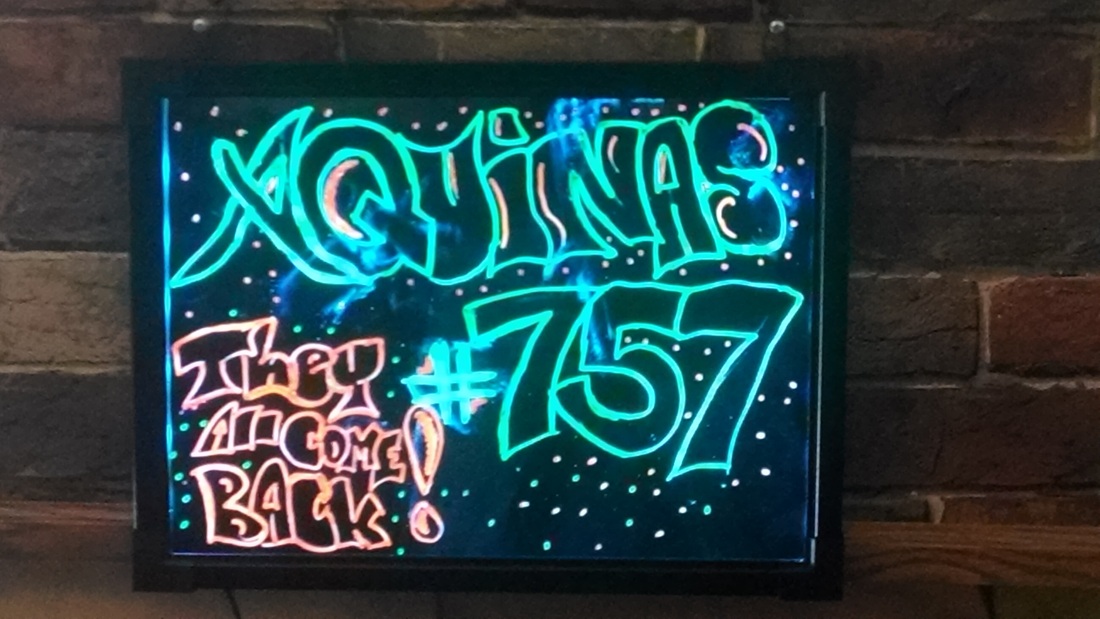 XQUiNAS
#757
They
All COME
BACK!